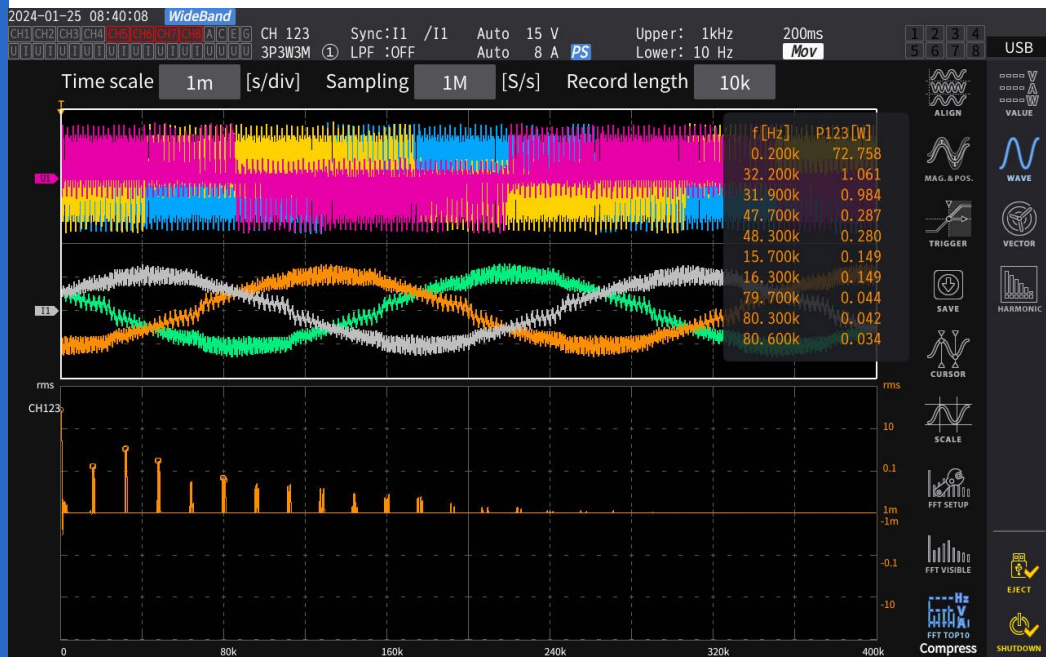 2024-01-25 08:40:08 WideBand
CH1 CH2 CH3 CH4 CH5 CH6 CH7 CH8 A C E G CH 123 Sync:I1 /I1 Auto 15 V Upper: 1kHz 200ms 1 2 3 4
U I U I U I U I U I U I U I U I U U U U 3P3W3M ① LPF :OFF Auto 8 A PS Lower: 10 Hz Mov 5 6 7 8 USB
Time scale 1m [s/div] Sampling 1M [S/s] Record length 10k
T
ALIGN
VALUE
f[Hz] P123[W]
0.200k 72.758
32.200k 1.061
31.900k 0.984
47.700k 0.287
48.300k 0.280
15.700k 0.149
16.300k 0.149
79.700k 0.044
80.300k 0.042
80.600k 0.034
U1
I1
MAG.& POS.
WAVE
TRIGGER
VECTOR
SAVE
HARMONIC
CURSOR
SCALE
FFT SETUP
FFT VISIBLE
EJECT
Hz
V
A
FFT TOP10
Compress
SHUTDOWN
V
A
W
rms rms
CH123
10
0.1
1m
-1m
-0.1
-10
0 80k 160k 240k 320k 400k